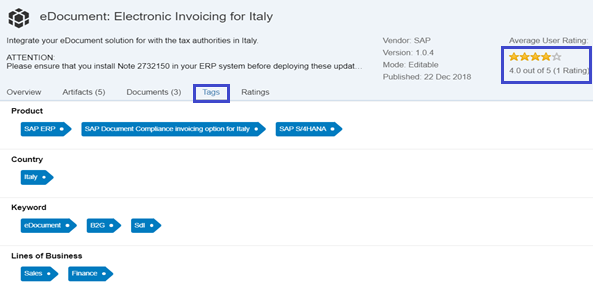 eDocument: Electronic Invoicing for Italy
Integrate your eDocument solution for with the tax authorities in Italy.
ATTENTION:
Please ensure that you install Note 2732150 in your ERP system before deploying these updat...
Vendor: SAP
Version: 1.0.4
Mode: Editable
Published: 22 Dec 2018
Average User Rating:
4.0 out of 5 (1 Rating)
Overview Artifacts (5) Documents (3) Tags Ratings
Product
SAP ERP SAP Document Compliance invoicing option for Italy SAP S/4HANA
Country
Italy
Keyword
eDocument B2G SdI
Lines of Business
Sales Finance